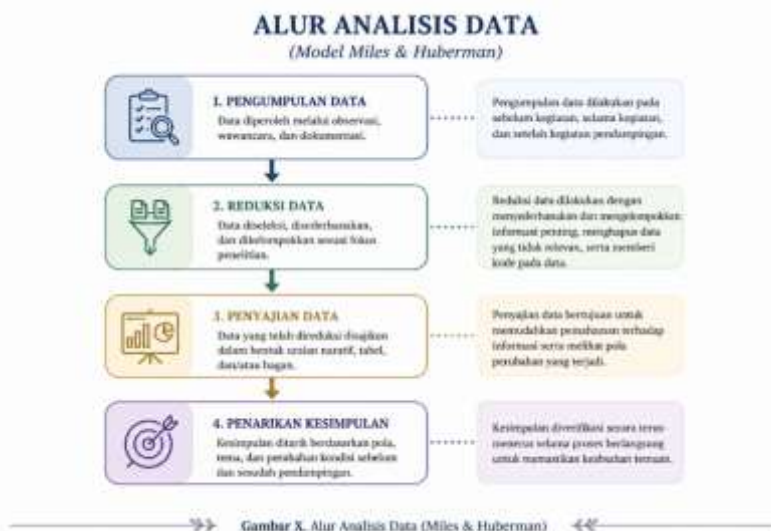 ALUR ANALISIS DATA
(Model Miles & Huberman)
1. PENGUMPULAN DATA
Data diperoleh melalui observasi,
wawancara, dan dokumentasi.
Pengumpulan data dilakukan pada
sebelum kegiatan, selama kegiatan,
dan setelah kegiatan pendampingan.
2. REDUKSI DATA
Data diseleksi, disederhanakan,
dan dikelompokkan sesuai fokus
penelitian.
Reduksi data dilakukan dengan
menyederhanakan dan mengelompokkan
informasi penting, menghapus data
yang tidak relevan, serta memberi
kode pada data.
3. PENYAJIAN DATA
Data yang telah direduksi disajikan
dalam bentuk uraian naratif, tabel,
dan/atau bagan.
Penyajian data bertujuan untuk
memudahkan pemahaman terhadap
informasi serta melihat pola
perubahan yang terjadi.
4. PENARIKAN KESIMPULAN
Kesimpulan ditarik berdasarkan pola,
tema, dan perubahan kondisi sebelum
dan sesudah pendampingan.
Kesimpulan diverifikasi secara terus
menerus selama proses berlangsung
untuk memastikan keabsahan temuan.
Gambar X. Alur Analisis Data (Miles & Huberman)